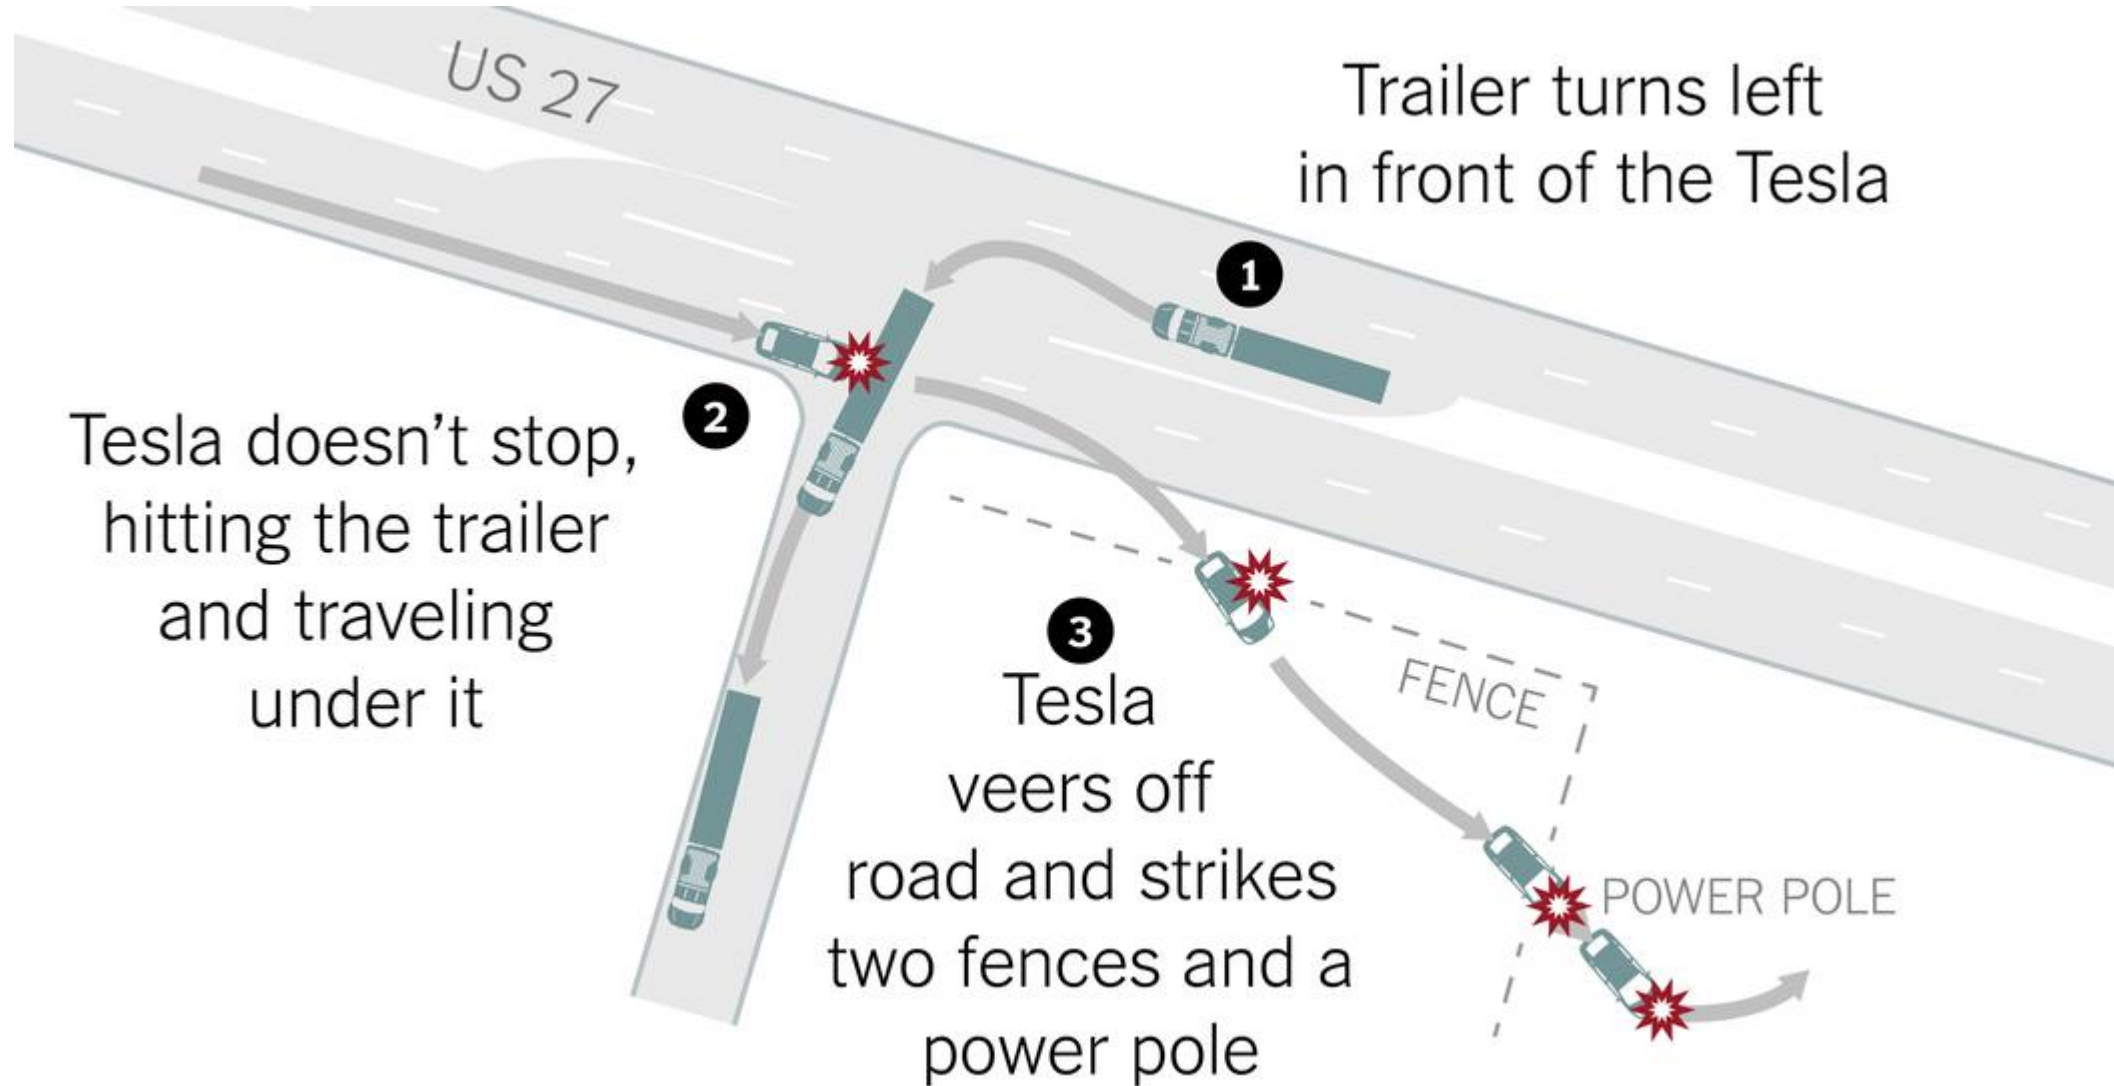 US 27
Trailer turns left
in front of the Tesla
1
2
Tesla doesn’t stop,
hitting the trailer
and traveling
under it
3
Tesla
veers off
road and strikes
two fences and a
power pole
FENCE
POWER POLE